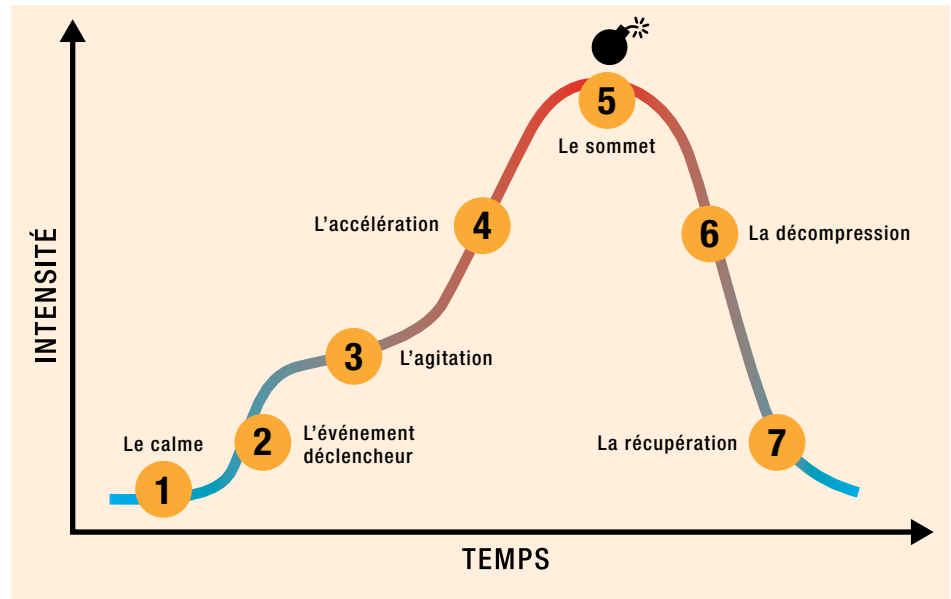 5
Le sommet
L'accélération
4
6
La décompression
INTENSITÉ
3
L'agitation
Le calme
2
L'événement
déclencheur
La récupération
7
1
TEMPS